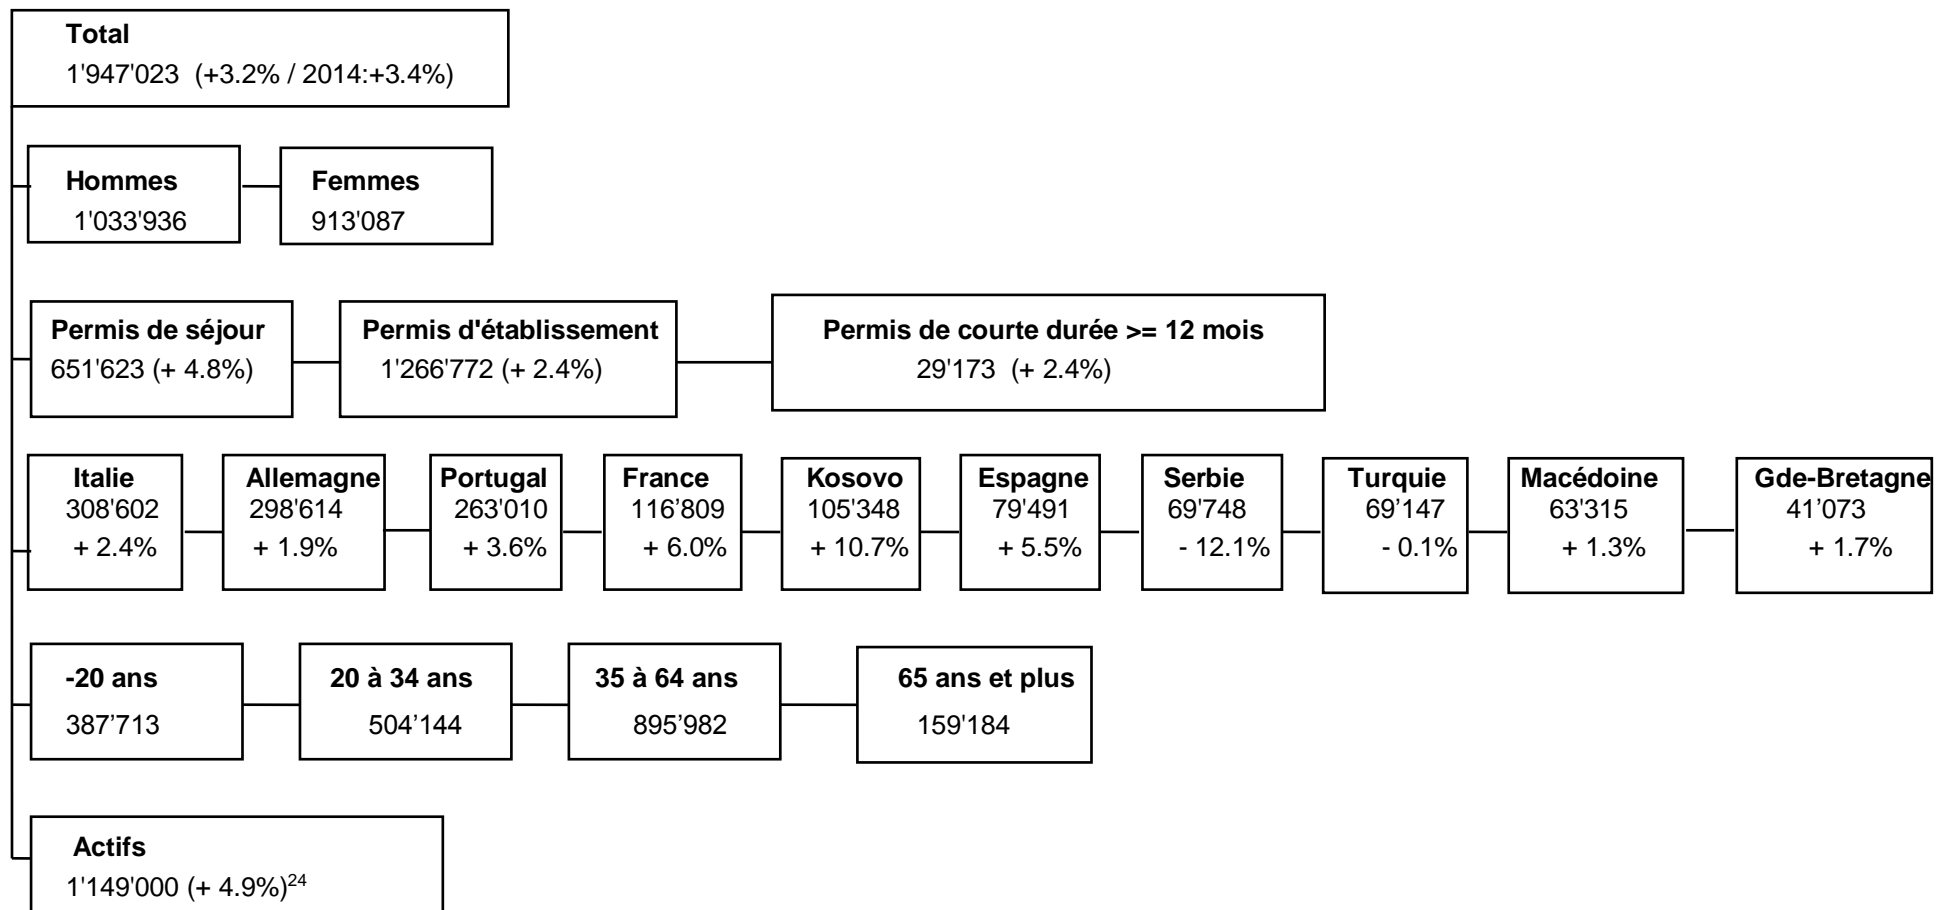 Total
1'947'023 (+3.2% / 2014:+3.4%)
Hommes
1'033'936
Femmes
913'087
Permis de séjour
651'623 (+ 4.8%)
Permis d'établissement
1'266'772 (+ 2.4%)
Permis de courte durée >= 12 mois
29'173 (+ 2.4%)
Italie
308'602
+ 2.4%
Allemagne
298'614
+ 1.9%
Portugal
263'010
+ 3.6%
France
116’809
+ 6.0%
Kosovo
105'348
+ 10.7%
Espagne
79'491
+ 5.5%
Serbie
69'748
- 12.1%
Turquie
69’147
- 0.1%
Macédoine
63'315
+ 1.3%
Gde-Bretagne
41'073
+ 1.7%
-20 ans
387'713
20 à 34 ans
504’144
35 à 64 ans
895’982
65 ans et plus
159'184
Actifs
1'149'000 (+ 4.9%)24